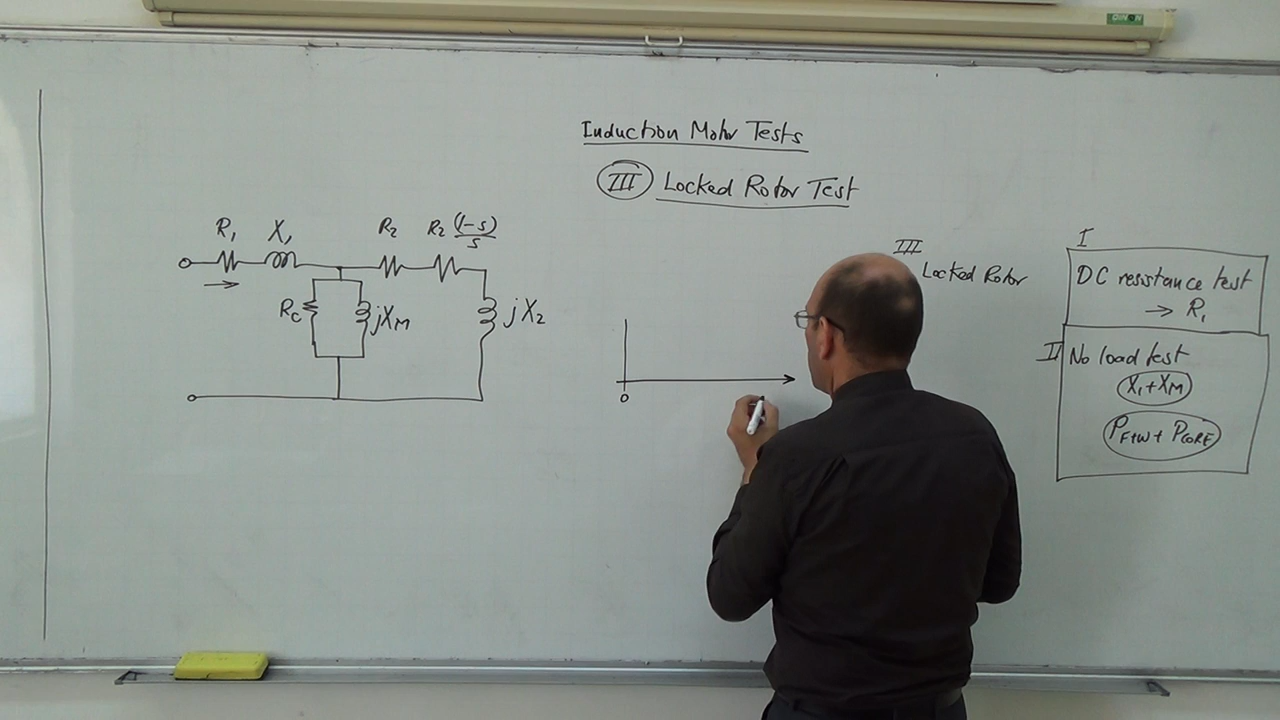 DINON
Induction Motor Tests
III Locked Rotor Test
R1 X1 R2 R2 (1-s)/s
RC jXM jX2
0
III
Locked Rotor
I
DC resistance test
→ R1
II No load test
X1+XM
PF+W + PCORE